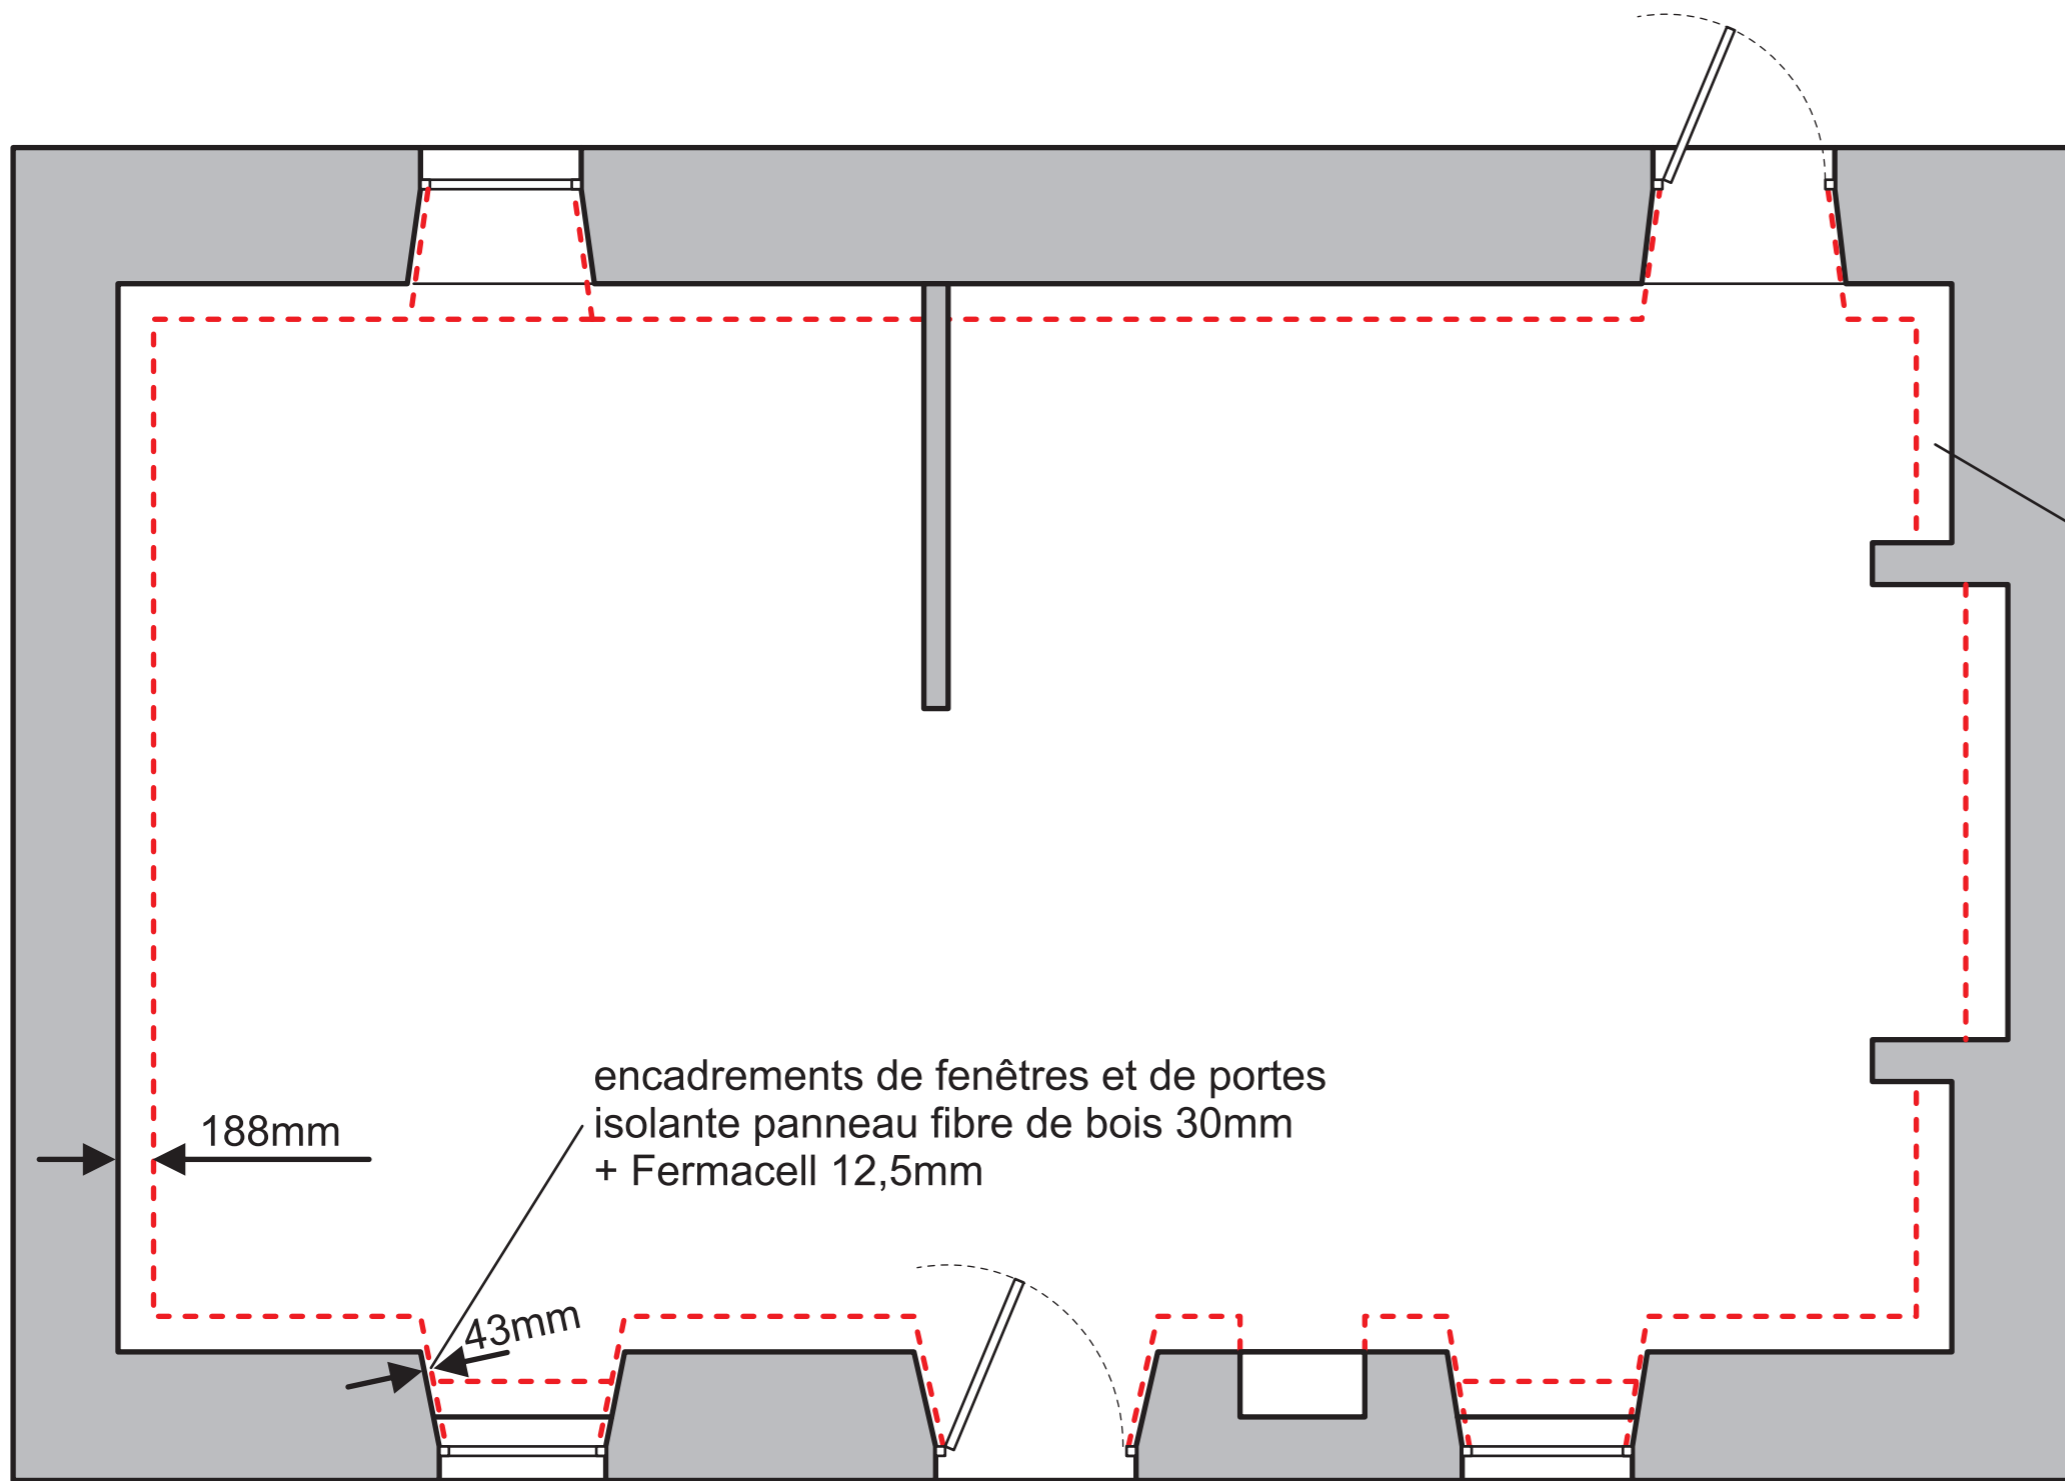 encadrements de fenêtres et de portes
isolante panneau fibre de bois 30mm
+ Fermacell 12,5mm
188mm
43mm